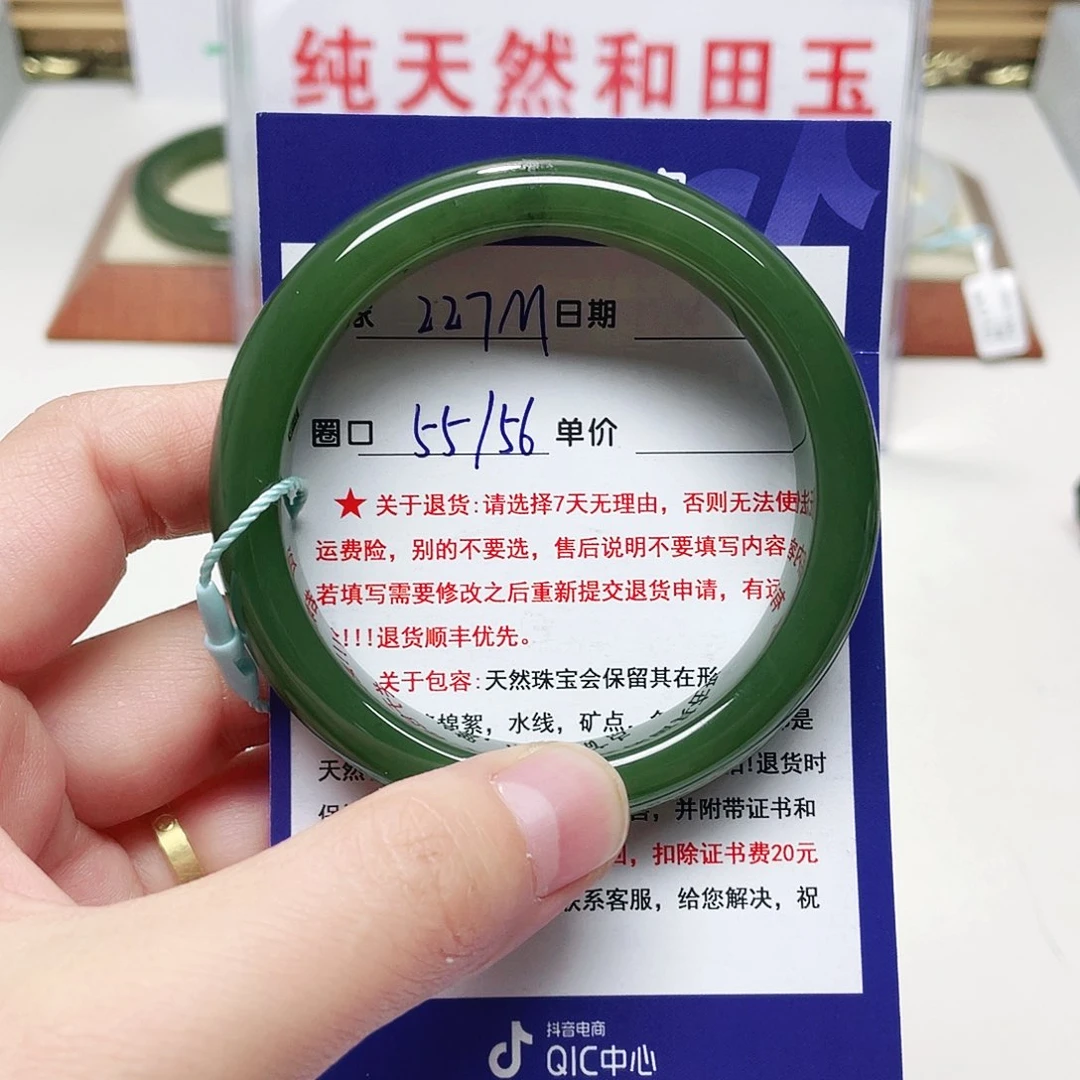 纯天然和田玉
227M 日期
圈口 55/56 单价
★关于退货:请选择7天无理由，否则无法使
运费险，别的不要选，售后说明不要填写内容
若填写需要修改之后重新提交退货申请，有运
!!!退货顺丰优先。
关于包容:天然珠宝会保留其在形
棉絮，水线，矿点，是
天然!退货时
，并附带证书和
，扣除证书费20元
联系客服，给您解决，祝
抖音电商
QIC中心